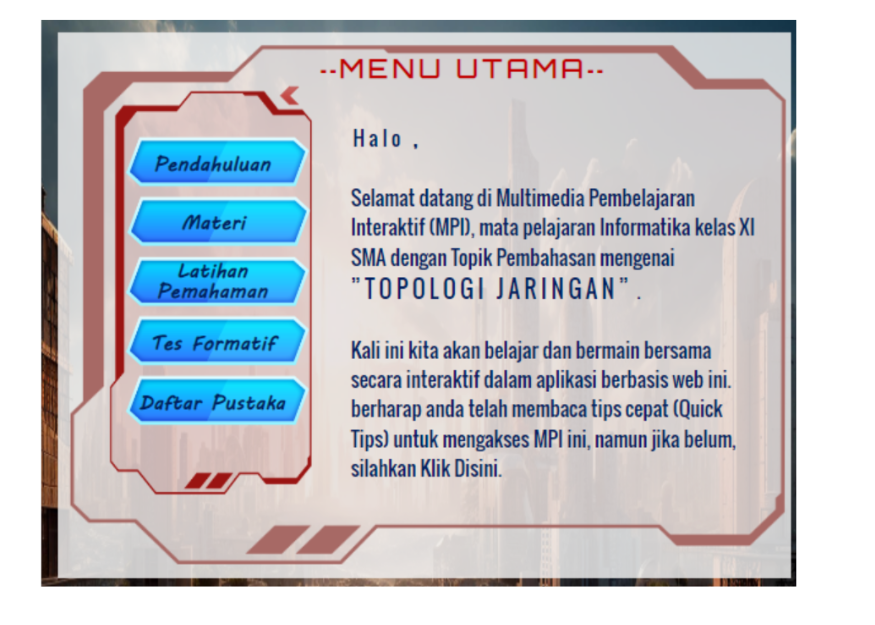 --MENU UTAMA--
Pendahuluan
Materi
Latihan
Pemahaman
Tes Formatif
Daftar Pustaka
Halo ,
Selamat datang di Multimedia Pembelajaran
Interaktif (MPI), mata pelajaran Informatika kelas XI
SMA dengan Topik Pembahasan mengenai
"TOPOLOGI JARINGAN" .
Kali ini kita akan belajar dan bermain bersama
secara interaktif dalam aplikasi berbasis web ini.
berharap anda telah membaca tips cepat (Quick
Tips) untuk mengakses MPI ini, namun jika belum,
silahkan Klik Disini.